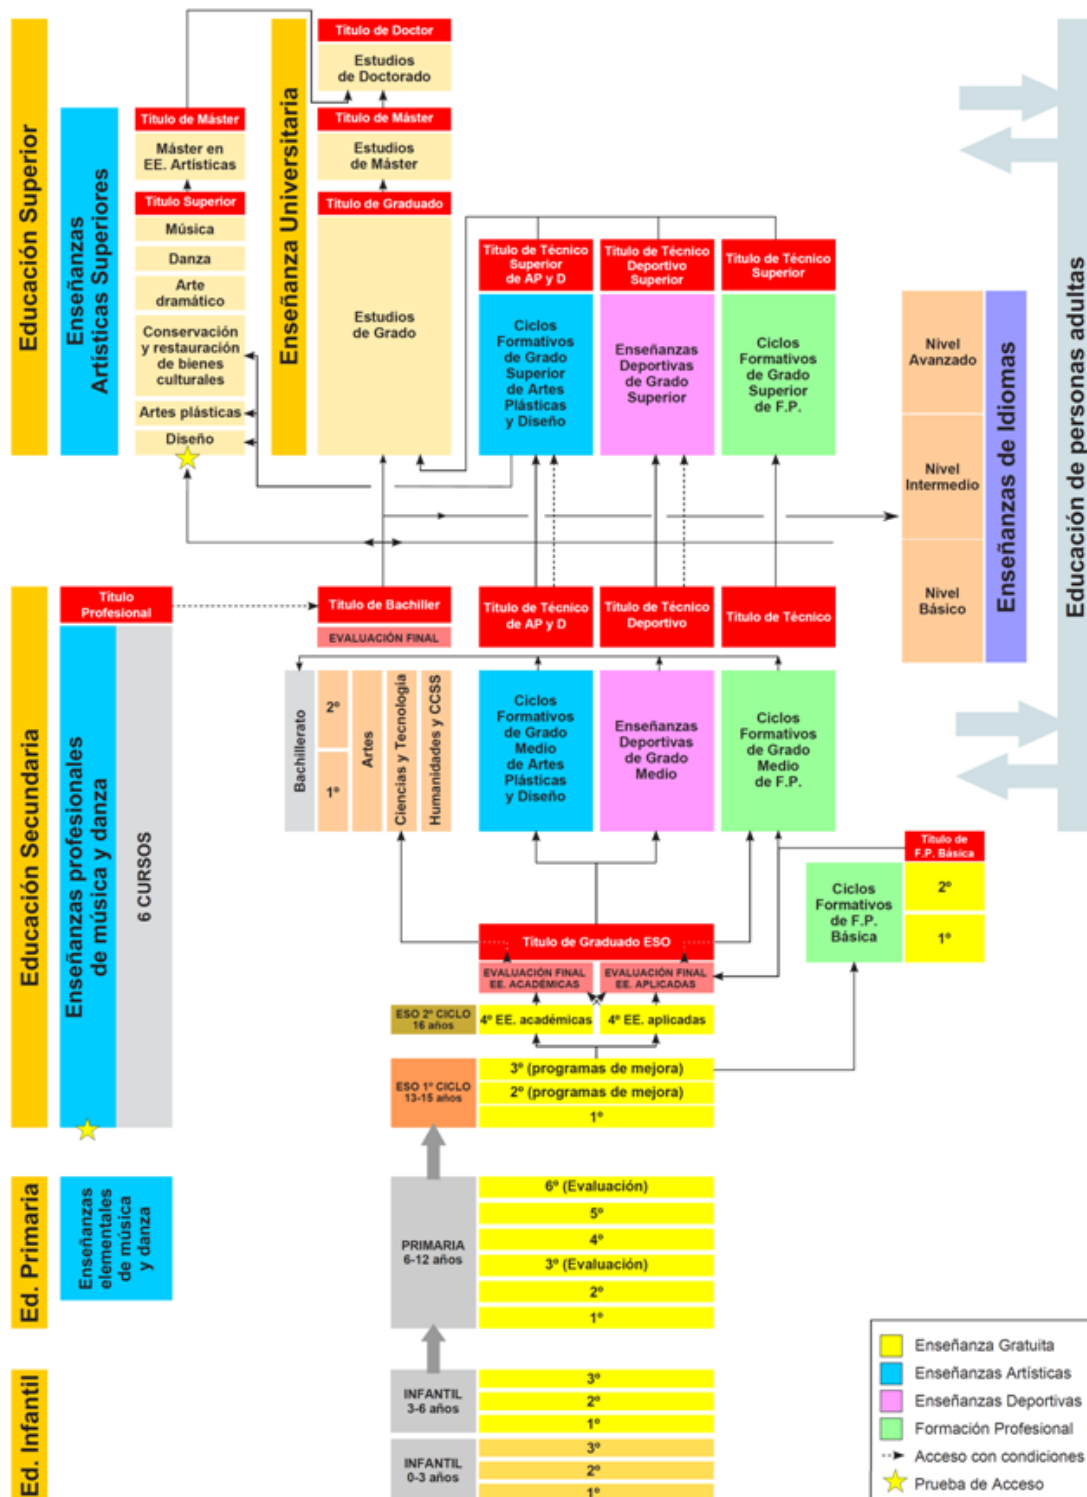 Educación Superior
Enseñanzas
Artísticas Superiores
Título de Máster
Máster en
EE. Artísticas
Título Superior
Música
Danza
Arte
dramático
Conservación
y restauración
de bienes
culturales
Artes plásticas
Diseño
Enseñanza Universitaria
Título de Doctor
Estudios
de Doctorado
Título de Máster
Estudios
de Máster
Título de Graduado
Estudios
de Grado
Título de Técnico
Superior
de AP y D
Ciclos
Formativos
de Grado
Superior
de Artes
Plásticas
y Diseño
Título de Técnico
Deportivo
Superior
Enseñanzas
Deportivas
de Grado
Superior
Título de Técnico
Superior
Ciclos
Formativos
de Grado
Superior
de F.P.
Nivel
Avanzado
Nivel
Intermedio
Nivel
Básico
Enseñanzas de Idiomas
Educación de personas adultas
Educación Secundaria
Título
Profesional
Enseñanzas profesionales
de música y danza
6 CURSOS
Título de Bachiller
EVALUACIÓN FINAL
Bachillerato
2º
1º
Artes
Ciencias y Tecnología
Humanidades y CCSS
Título de Técnico
de AP y D
Ciclos
Formativos
de Grado
Medio
de Artes
Plásticas
y Diseño
Título de Técnico
Deportivo
Enseñanzas
Deportivas
de Grado
Medio
Título de Técnico
Ciclos
Formativos
de Grado
Medio
de F.P.
Título de
F.P. Básica
Ciclos
Formativos
de F.P.
Básica
2º
1º
Título de Graduado ESO
EVALUACIÓN FINAL
EE. ACADÉMICAS
EVALUACIÓN FINAL
EE. APLICADAS
ESO 2º CICLO
16 años
4º EE. académicas
4º EE. aplicadas
ESO 1º CICLO
13-15 años
3º (programas de mejora)
2º (programas de mejora)
1º
Ed. Primaria
Enseñanzas
elementales
de música
y danza
PRIMARIA
6-12 años
6º (Evaluación)
5º
4º
3º (Evaluación)
2º
1º
Ed. Infantil
INFANTIL
3-6 años
3º
2º
1º
INFANTIL
0-3 años
3º
2º
1º
Enseñanza Gratuita
Enseñanzas Artísticas
Enseñanzas Deportivas
Formación Profesional
Acceso con condiciones
Prueba de Acceso